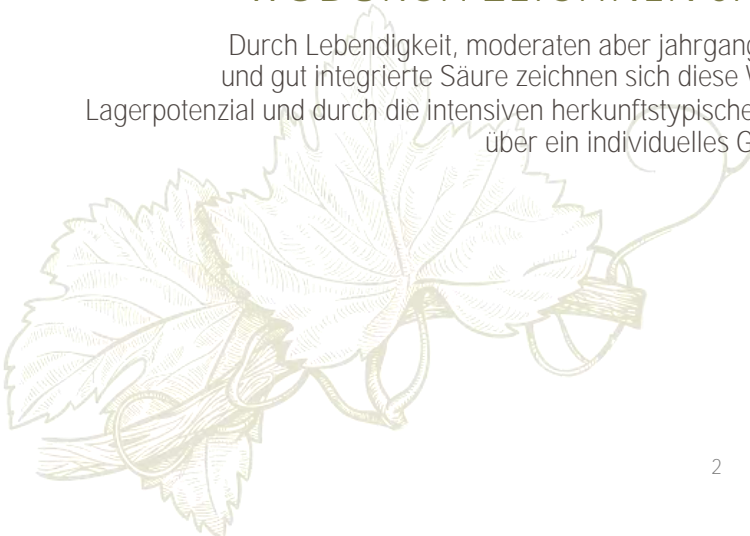 ZEICHNEN
Durch Lebendigkeit, moderaten aber jahrgang
und gut integrierte Säure zeichnen sich diese
Lagerpotenzial und durch die intensiven herkunftstypische
über ein individuelles G
2